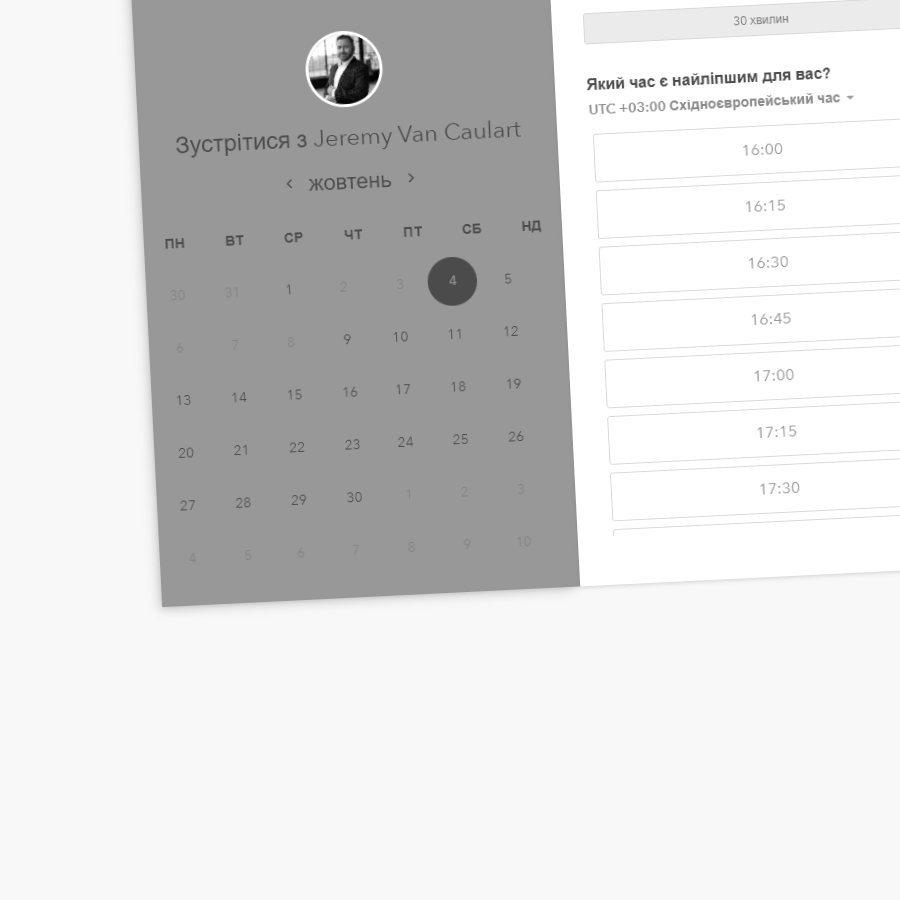 Зустрітися з Jeremy Van Caulart
жовтень
ПН ВТ СР ЧТ ПТ СБ НД
30 31 1 2 3 4 5
6 7 8 9 10 11 12
13 14 15 16 17 18 19
20 21 22 23 24 25 26
27 28 29 30 1 2 3
4 5 6 7 8 9 10
30 хвилин
Який час є найліпшим для вас?
UTC +03:00 Східноєвропейський час
16:00
16:15
16:30
16:45
17:00
17:15
17:30